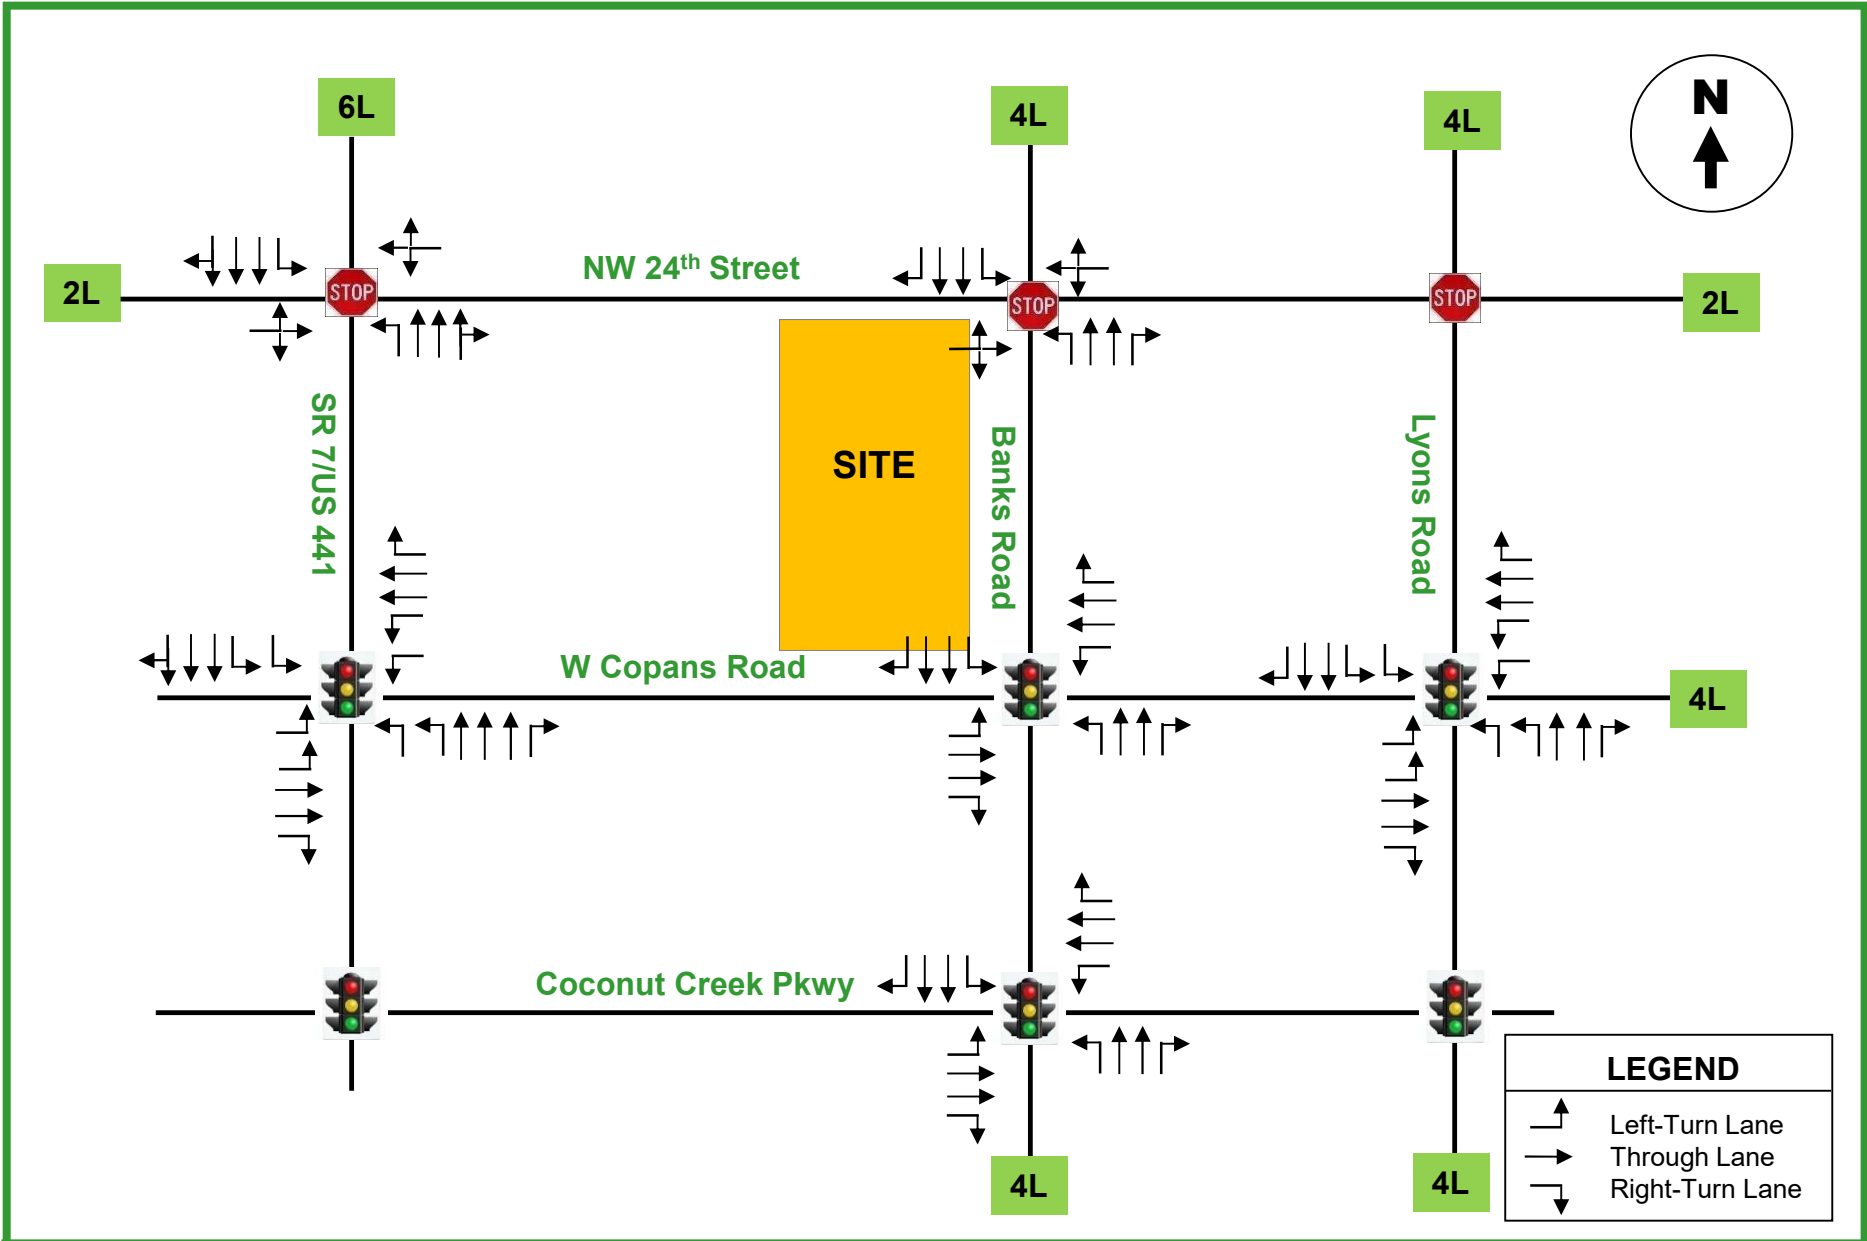 6L
4L
4L
N
2L
STOP
NW 24th Street
STOP
STOP
2L
SR 7/US 441
SITE
Banks Road
Lyons Road
W Copans Road
4L
Coconut Creek Pkwy
LEGEND
Left-Turn Lane
Through Lane
Right-Turn Lane
4L
4L